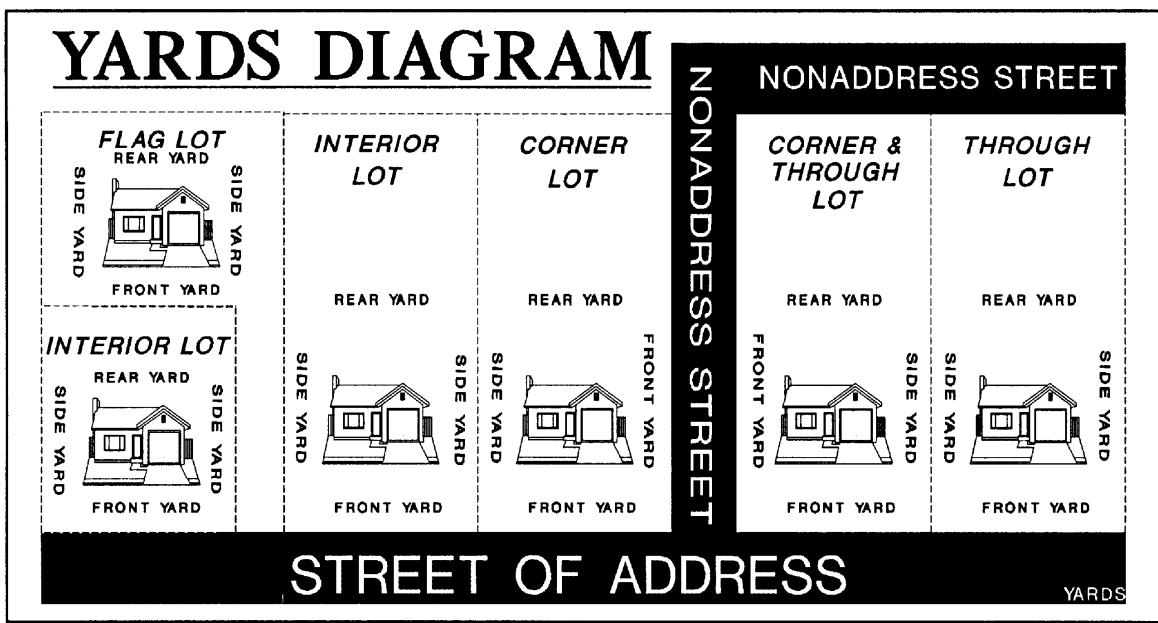 YARDS DIAGRAM
NONADDRESS STREET
NONADDRESS STREET
FLAG LOT
REAR YARD
SIDE YARD
SIDE YARD
FRONT YARD
INTERIOR LOT
REAR YARD
SIDE YARD
SIDE YARD
FRONT YARD
INTERIOR
LOT
REAR YARD
SIDE YARD
SIDE YARD
FRONT YARD
CORNER
LOT
REAR YARD
SIDE YARD
FRONT YARD
FRONT YARD
CORNER &
THROUGH
LOT
REAR YARD
FRONT YARD
SIDE YARD
FRONT YARD
THROUGH
LOT
REAR YARD
SIDE YARD
SIDE YARD
FRONT YARD
STREET OF ADDRESS
YARDS